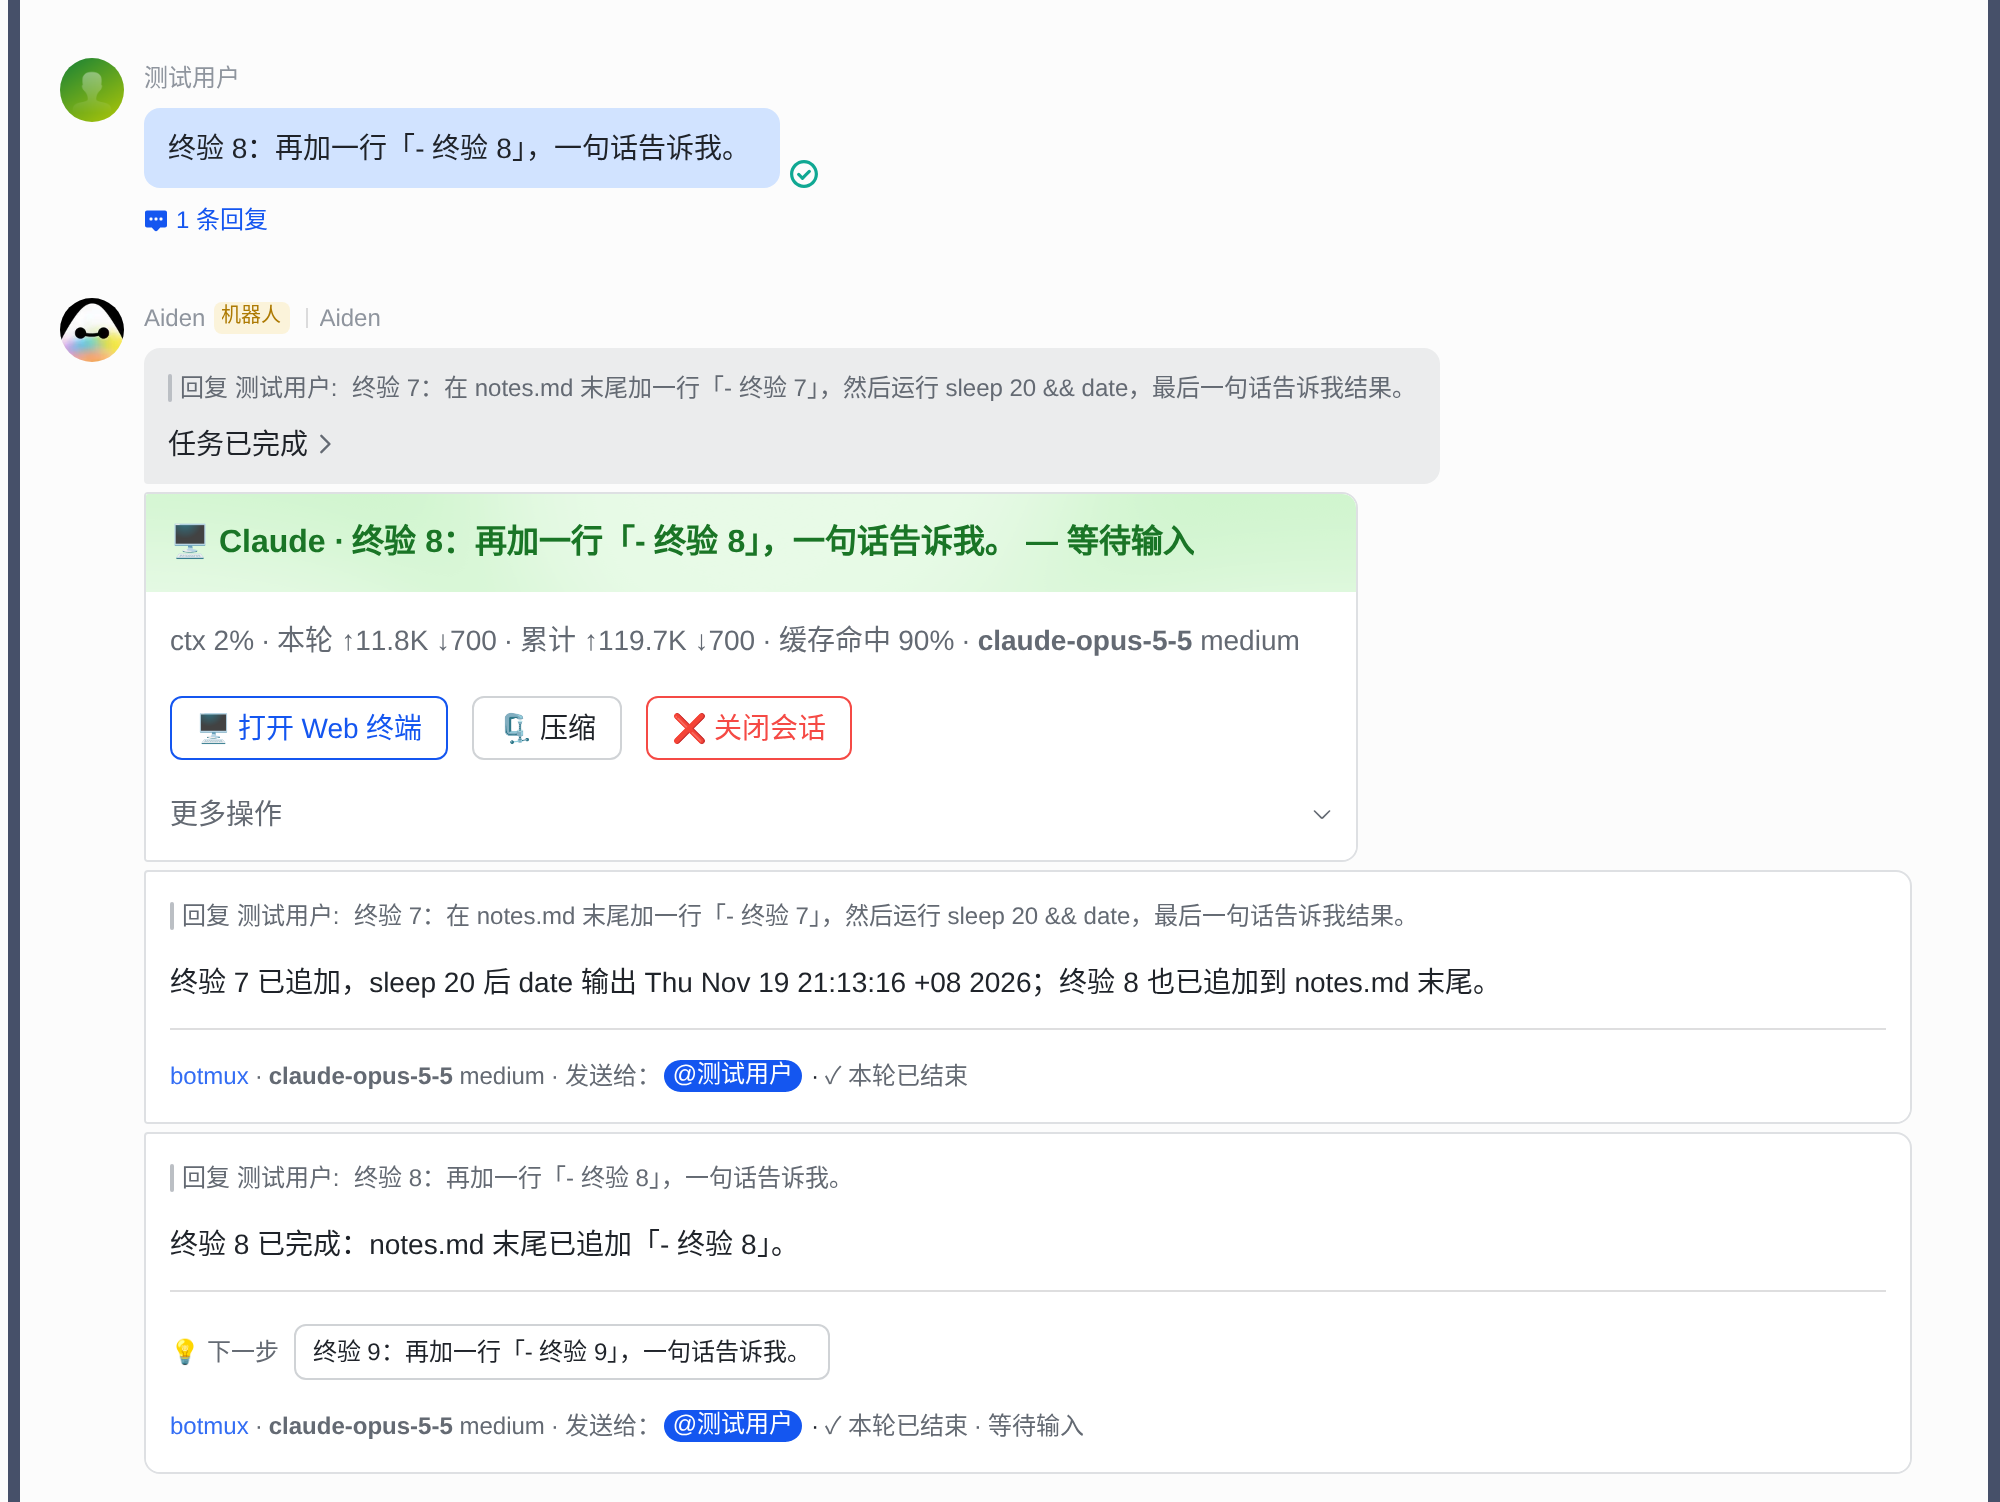 测试用户
终验 8：再加一行「- 终验 8」，一句话告诉我。
1 条回复
Aiden 机器人 | Aiden
回复 测试用户： 终验 7：在 notes.md 末尾加一行「- 终验 7」，然后运行 sleep 20 && date，最后一句话告诉我结果。
任务已完成
Claude · 终验 8：再加一行「- 终验 8」，一句话告诉我。 — 等待输入
ctx 2% · 本轮 ↑11.8K ↓700 · 累计 ↑119.7K ↓700 · 缓存命中 90% · claude-opus-5-5 medium
打开 Web 终端 压缩 关闭会话
更多操作
回复 测试用户： 终验 7：在 notes.md 末尾加一行「- 终验 7」，然后运行 sleep 20 && date，最后一句话告诉我结果。
终验 7 已追加，sleep 20 后 date 输出 Thu Nov 19 21:13:16 +08 2026；终验 8 也已追加到 notes.md 末尾。
botmux · claude-opus-5-5 medium · 发送给： @测试用户 · ✓ 本轮已结束
回复 测试用户： 终验 8：再加一行「- 终验 8」，一句话告诉我。
终验 8 已完成：notes.md 末尾已追加「- 终验 8」。
下一步 终验 9：再加一行「- 终验 9」，一句话告诉我。
botmux · claude-opus-5-5 medium · 发送给： @测试用户 · ✓ 本轮已结束 · 等待输入